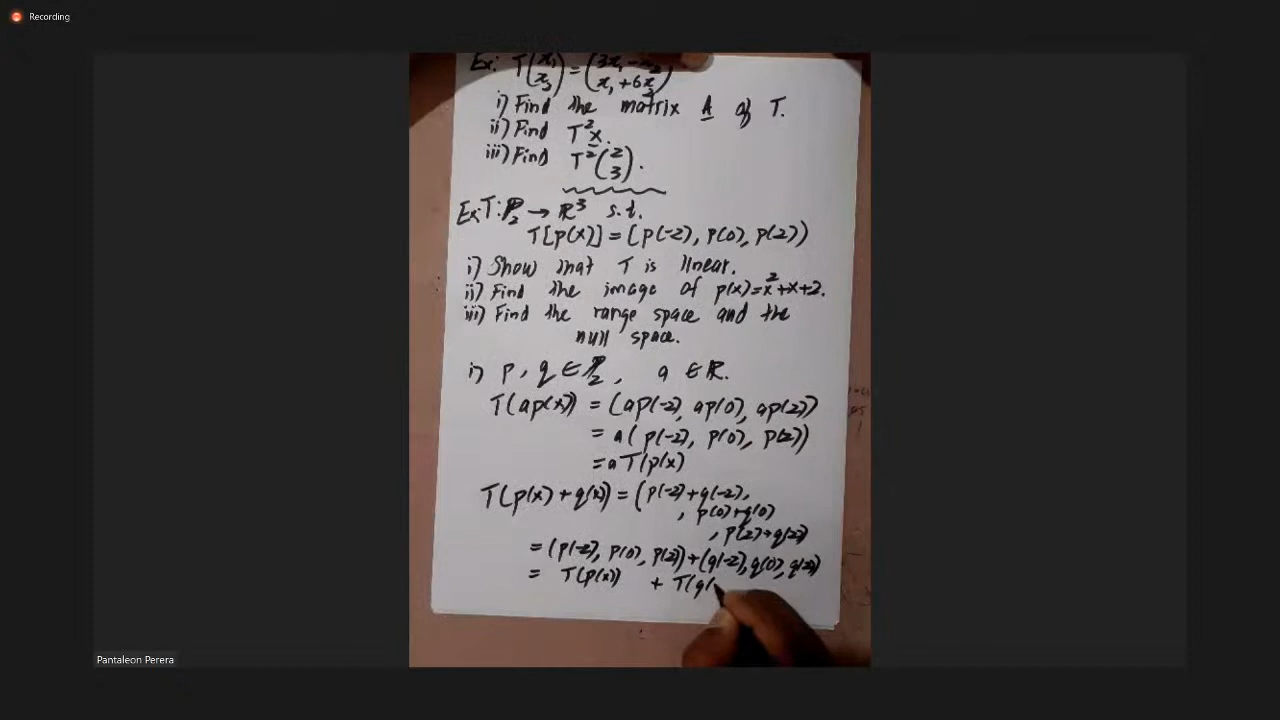 Recording
Ex: T(x₁ x₂) = (3x₁ - x₂ x₁ + 6x₂)
i) Find the matrix A of T.
ii) Find T²x.
iii) Find T²(2 3).
Ex: T: P₂ → R³ s.t.
T[p(x)] = (p(-2), p(0), p(2))
i) Show that T is linear.
ii) Find the image of p(x) = x² + x + 2.
iii) Find the range space and the
null space.
i) p, q ∈ P₂, a ∈ R.
T(ap(x)) = (ap(-2), ap(0), ap(2))
= a(p(-2), p(0), p(2))
= a T(p(x)
T(p(x) + q(x)) = (p(-2) + q(-2),
, p(0) + q(0)
, p(2) + q(2))
= (p(-2), p(0), p(2)) + (q(-2), q(0), q(2))
= T(p(x)) + T(q(
Pantaleon Perera